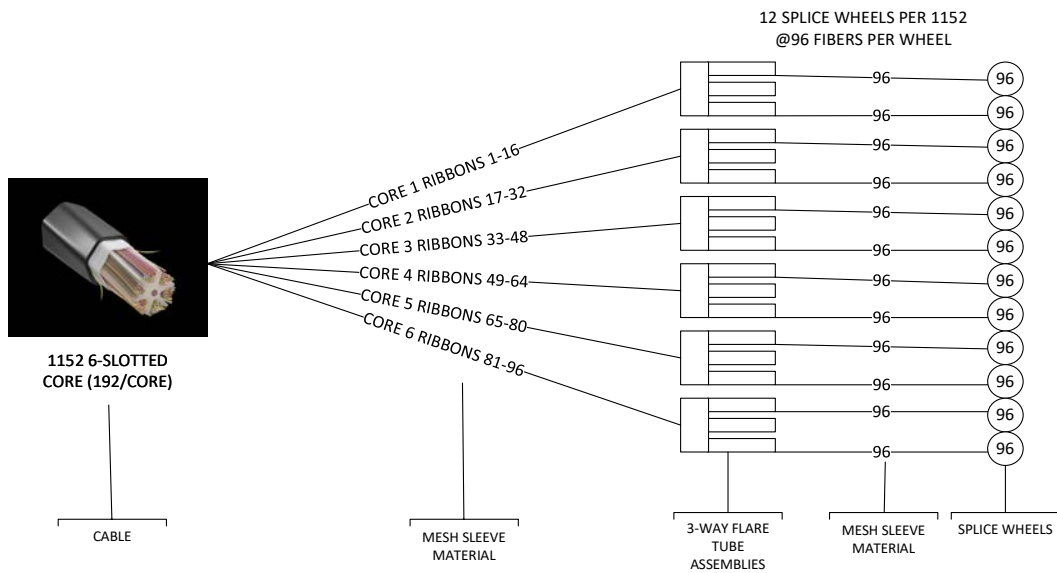 12 SPLICE WHEELS PER 1152
@96 FIBERS PER WHEEL
CORE 1 RIBBONS 1-16
CORE 2 RIBBONS 17-32
CORE 3 RIBBONS 33-48
CORE 4 RIBBONS 49-64
CORE 5 RIBBONS 65-80
CORE 6 RIBBONS 81-96
96 96
96 96
96 96
96 96
96 96
96 96
96 96
96 96
96 96
96 96
96 96
96 96
1152 6-SLOTTED
CORE (192/CORE)
CABLE
MESH SLEEVE
MATERIAL
3-WAY FLARE
TUBE
ASSEMBLIES
MESH SLEEVE
MATERIAL
SPLICE WHEELS